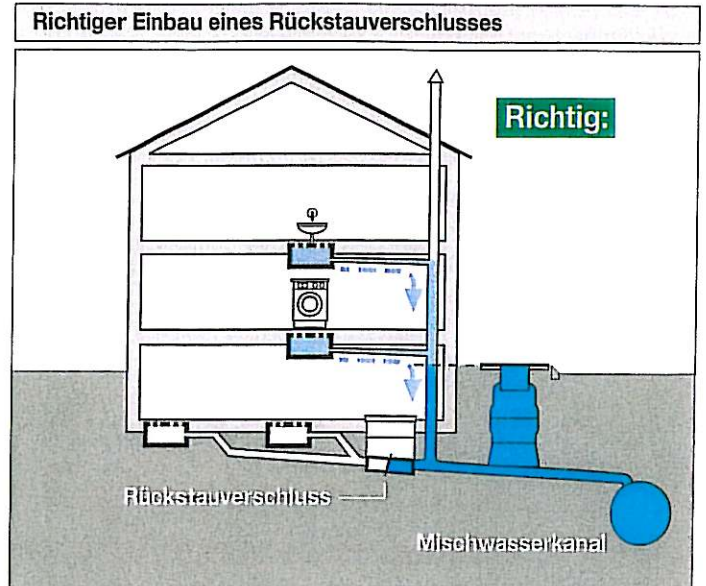 Richtiger Einbau eines Rückstauverschlusses
Richtig:
Rückstauverschluss
Mischwasserkanal